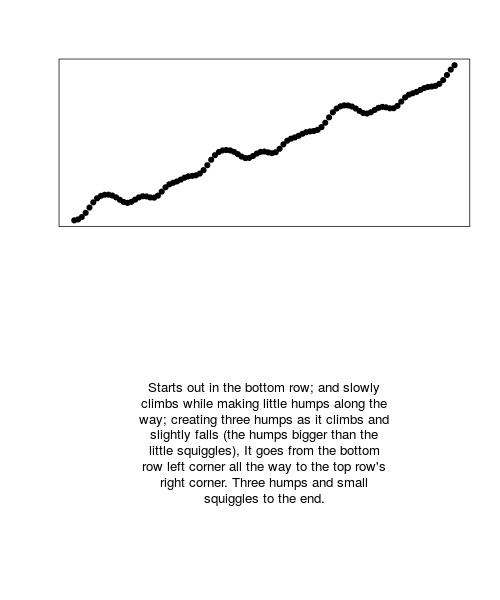 Starts out in the bottom row; and slowly
climbs while making little humps along the
way; creating three humps as it climbs and
slightly falls (the humps bigger than the
little squiggles), It goes from the bottom
row left corner all the way to the top row's
right corner. Three humps and small
squiggles to the end.